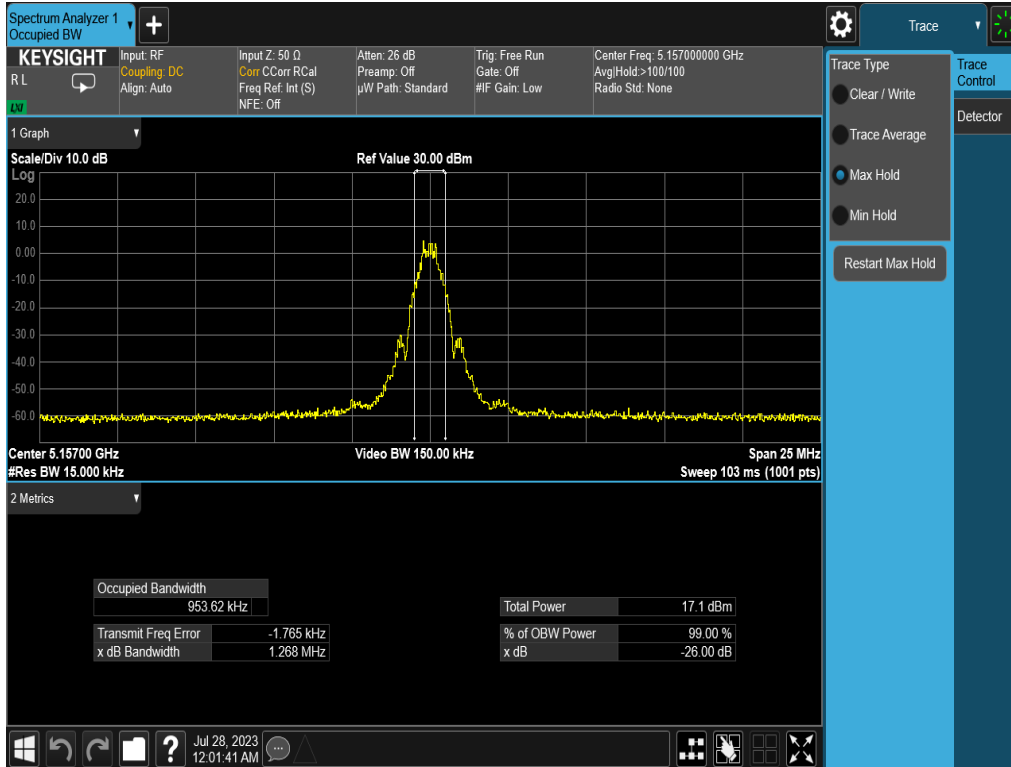 Spectrum Analyzer 1
Occupied BW
Trace
KEYSIGHT
R L
LXI
Input: RF
Coupling: DC
Align: Auto
Input Z: 50 Ω
Corr CCorr RCal
Freq Ref: Int (S)
NFE: Off
Atten: 26 dB
Preamp: Off
µW Path: Standard
Trig: Free Run
Gate: Off
#IF Gain: Low
Center Freq: 5.157000000 GHz
Avg|Hold:>100/100
Radio Std: None
Trace Type
Clear / Write
Trace Average
Max Hold
Min Hold
Restart Max Hold
Trace
Control
Detector
1 Graph
Scale/Div 10.0 dB
Ref Value 30.00 dBm
Log
20.0
10.0
0.00
-10.0
-20.0
-30.0
-40.0
-50.0
-60.0
Center 5.15700 GHz
Video BW 150.00 kHz
Span 25 MHz
#Res BW 15.000 kHz
Sweep 103 ms (1001 pts)
2 Metrics
Occupied Bandwidth
953.62 kHz
Total Power 17.1 dBm
Transmit Freq Error -1.765 kHz
% of OBW Power 99.00 %
x dB Bandwidth 1.268 MHz
x dB -26.00 dB
?
Jul 28, 2023
12:01:41 AM